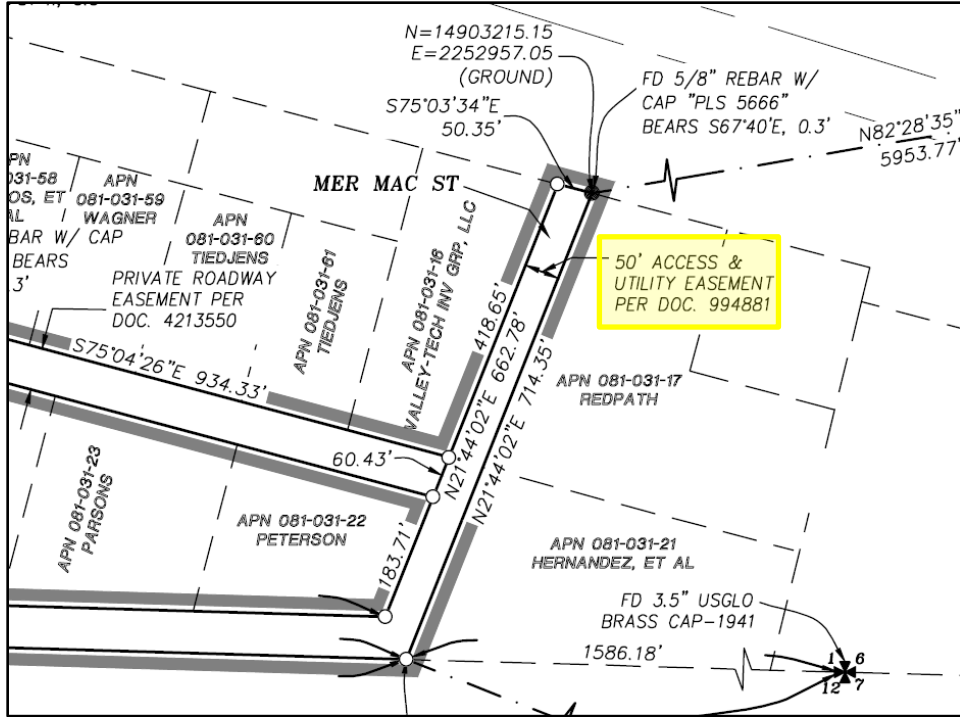 N=14903215.15
E=2252957.05
(GROUND)
S75°03'34"E
50.35'
FD 5/8" REBAR W/
CAP "PLS 5666"
BEARS S67°40'E, 0.3'
N82°28'35"
5953.77'
MER MAC ST
APN
081-031-59
WAGNER
031-58
OS, ET
BAR W/ CAP
BEARS
3'
APN
081-031-60
TIEDJENS
PRIVATE ROADWAY
EASEMENT PER
DOC. 4213550
APN 081-031-61
TIEDJENS
APN 081-031-16
VALLEY-TECH INV GRP, LLC
50' ACCESS &
UTILITY EASEMENT
PER DOC. 994881
S75°04'26"E 934.33'
418.65'
N21°44'02"E 662.78'
N21°44'02"E 714.35'
APN 081-031-17
REDPATH
60.43'
APN 081-031-23
PARSONS
APN 081-031-22
PETERSON
183.71'
APN 081-031-21
HERNANDEZ, ET AL
FD 3.5" USGLO
BRASS CAP-1941
1586.18'
1 6
12 7